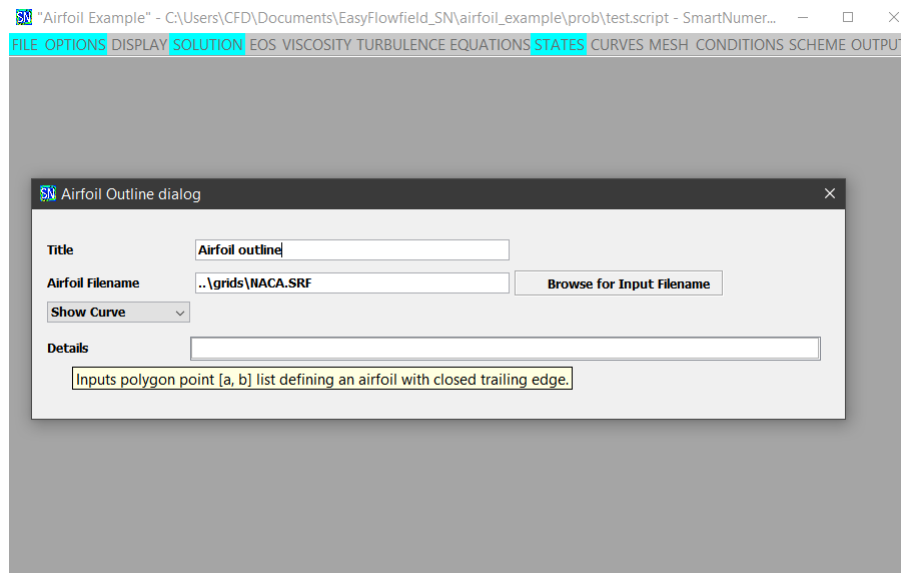 SN "Airfoil Example" - C:\Users\CFD\Documents\EasyFlowfield_SN\airfoil_example\prob\test.script - SmartNumer...
FILE OPTIONS DISPLAY SOLUTION EOS VISCOSITY TURBULENCE EQUATIONS STATES CURVES MESH CONDITIONS SCHEME OUTPUT
SN Airfoil Outline dialog
Title Airfoil outline
Airfoil Filename ..\grids\NACA.SRF Browse for Input Filename
Show Curve
Details
Inputs polygon point [a, b] list defining an airfoil with closed trailing edge.